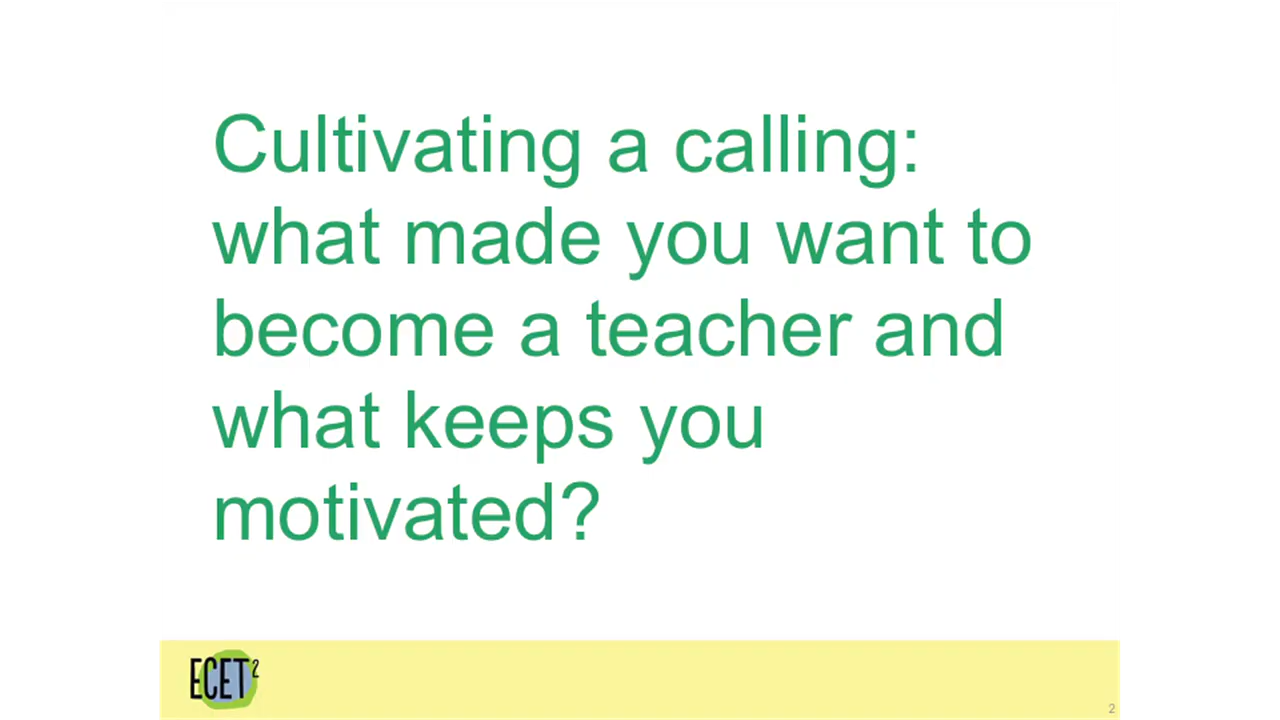 Cultivating a calling:
what made you want to
become a teacher and
what keeps you
motivated?
ECET²
2